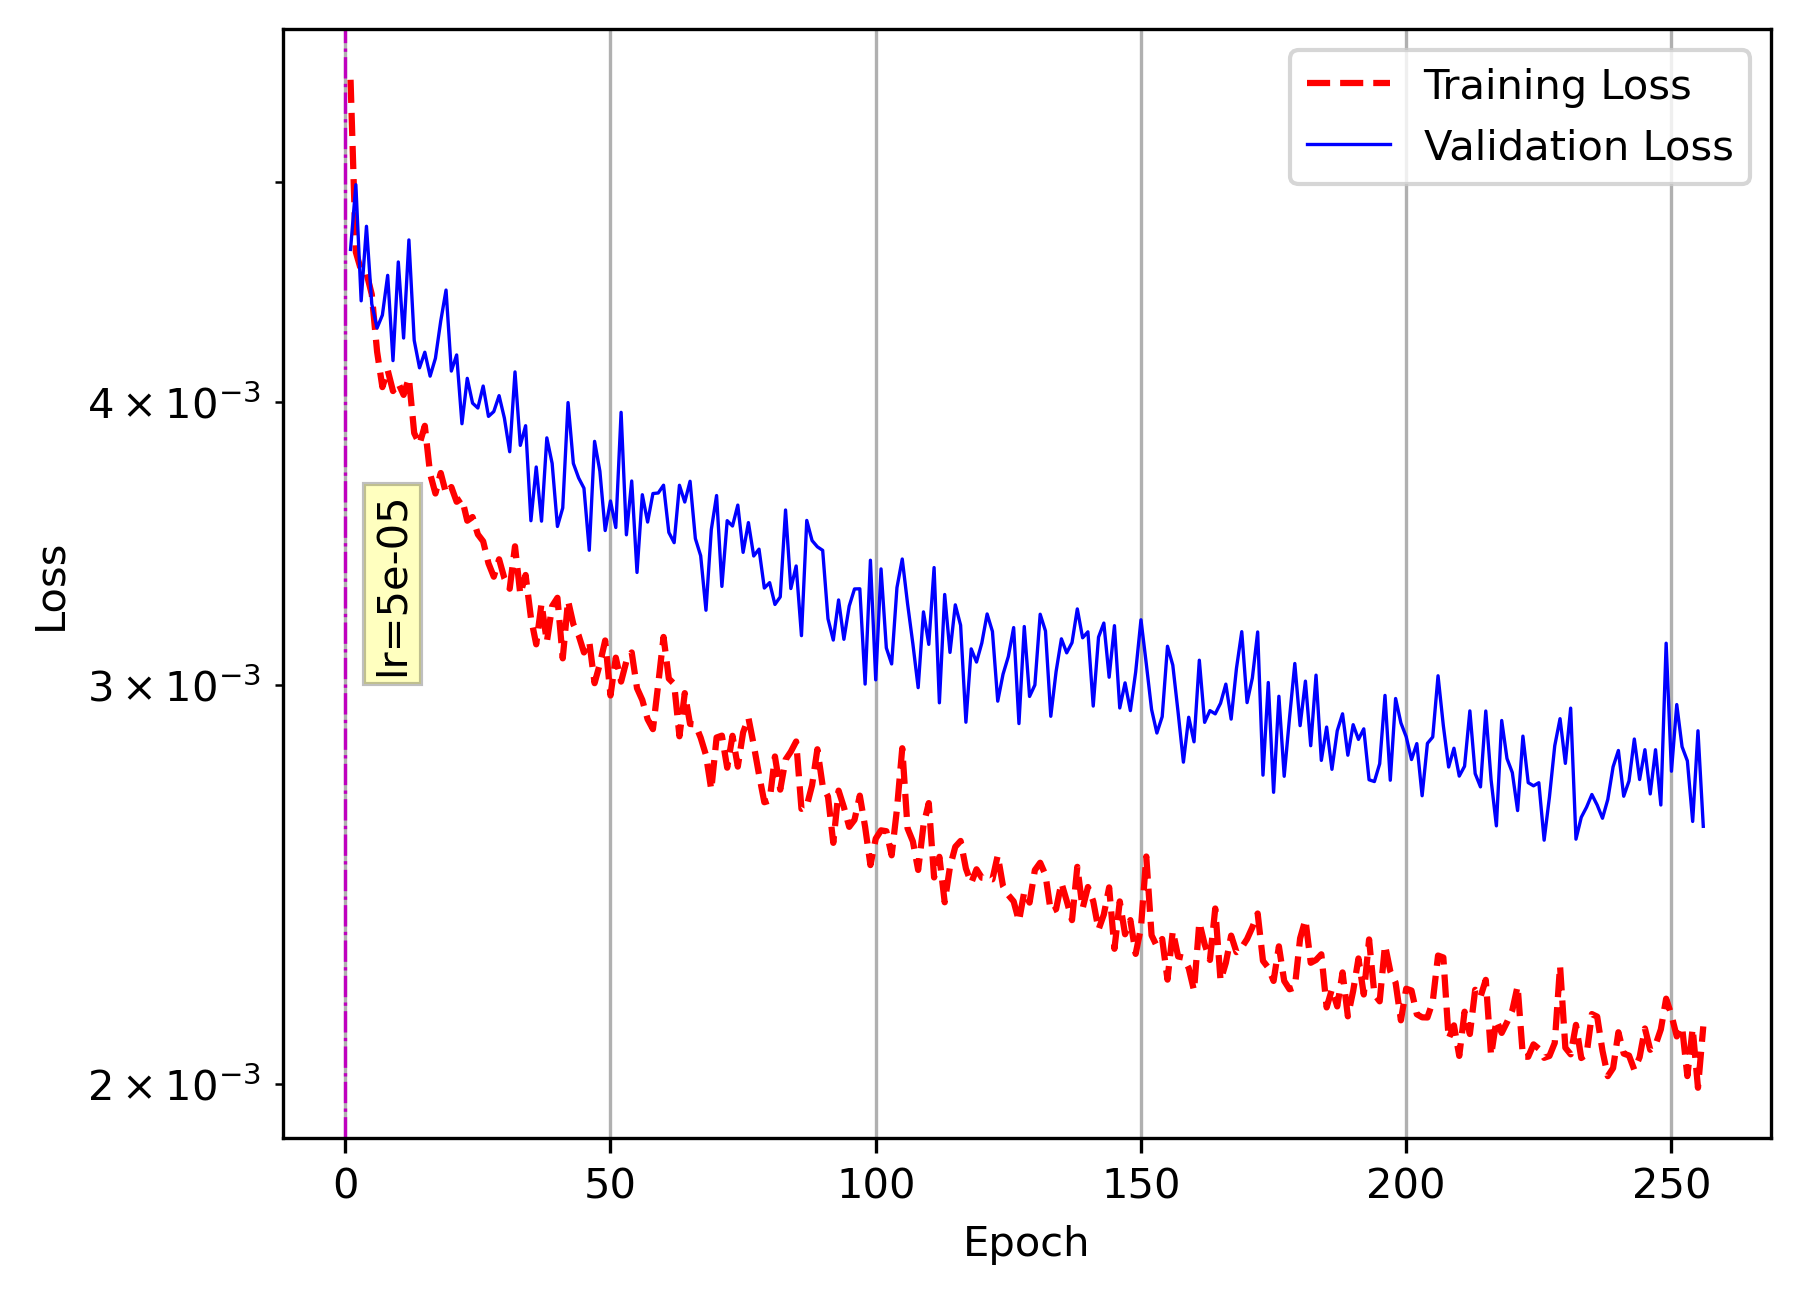 Training Loss
Validation Loss
4 × 10⁻³
3 × 10⁻³
2 × 10⁻³
Loss
lr=5e-05
0 50 100 150 200 250
Epoch